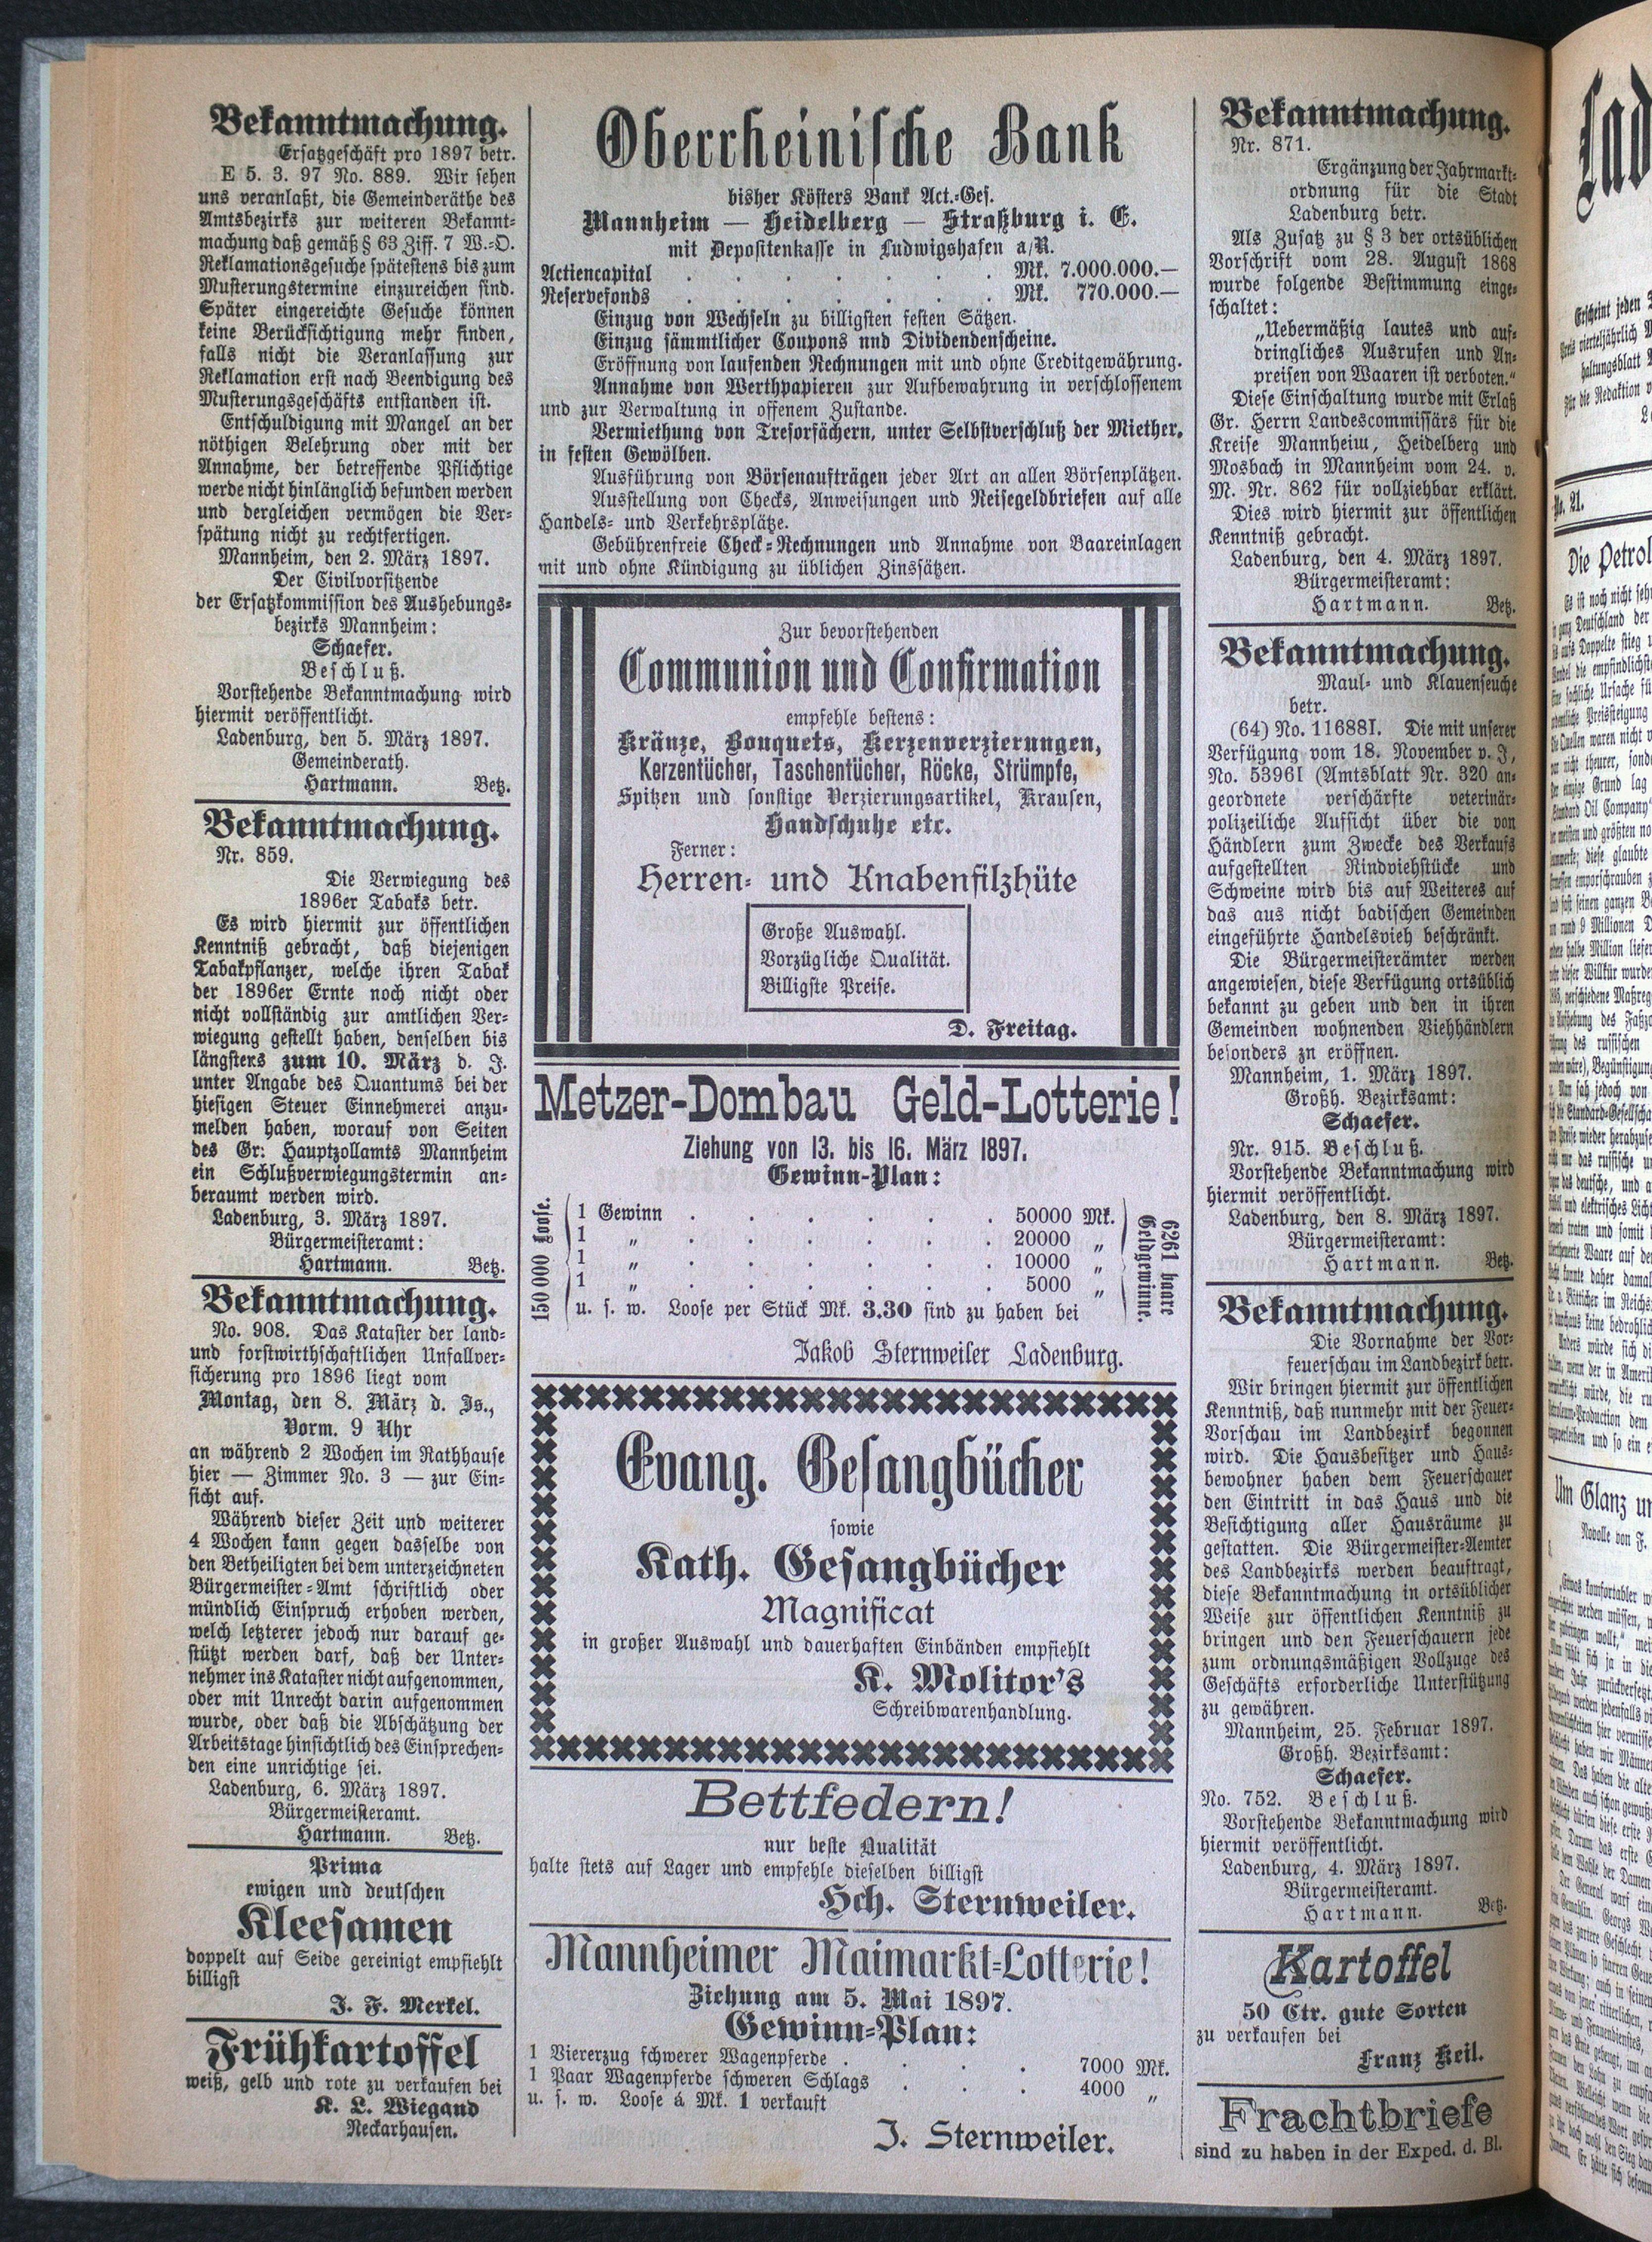 Bekanntmachung.
Ersatzgeschäft pro 1897 betr.
E 5. 3. 97 No. 889. Wir sehen
uns veranlaßt, die Gemeinderäthe des
Amtsbezirks zur weiteren Bekannt-
machung daß gemäß § 63 Ziff. 7 W.-O.
Reklamationsgesuche spätestens bis zum
Musterungstermine einzureichen sind.
Später eingereichte Gesuche können
keine Berücksichtigung mehr finden,
falls nicht die Veranlassung zur
Reklamation erst nach Beendigung des
Musterungsgeschäfts entstanden ist.
Entschuldigung mit Mangel an der
nöthigen Belehrung oder mit der
Annahme, der betreffende Pflichtige
werde nicht hinlänglich befunden werden
und dergleichen vermögen die Ver-
spätung nicht zu rechtfertigen.
Mannheim, den 2. März 1897.
Der Civilvorsitzende
der Ersatzkommission des Aushebungs-
bezirks Mannheim:
Schaefer.
Beschluß.
Vorstehende Bekanntmachung wird
hiermit veröffentlicht.
Ladenburg, den 5. März 1897.
Gemeinderath.
Hartmann. Betz.
Bekanntmachung.
Nr. 859.
Die Verwiegung des
1896er Tabaks betr.
Es wird hiermit zur öffentlichen
Kenntniß gebracht, daß diejenigen
Tabakpflanzer, welche ihren Tabak
der 1896er Ernte noch nicht oder
nicht vollständig zur amtlichen Ver-
wiegung gestellt haben, denselben bis
längstens zum 10. März d. J.
unter Angabe des Quantums bei der
hiesigen Steuer Einnehmerei anzu-
melden haben, worauf von Seiten
des Gr: Hauptzollamts Mannheim
ein Schlußverwiegungstermin an-
beraumt werden wird.
Ladenburg, 3. März 1897.
Bürgermeisteramt:
Hartmann. Betz.
Bekanntmachung.
No. 908. Das Kataster der land-
und forstwirthschaftlichen Unfallver-
sicherung pro 1896 liegt vom
Montag, den 8. März d. Js.,
Vorm. 9 Uhr
an während 2 Wochen im Rathhause
hier — Zimmer No. 3 — zur Ein-
sicht auf.
Während dieser Zeit und weiterer
4 Wochen kann gegen dasselbe von
den Betheiligten bei dem unterzeichneten
Bürgermeister-Amt schriftlich oder
mündlich Einspruch erhoben werden,
welch letzterer jedoch nur darauf ge-
stützt werden darf, daß der Unter-
nehmer ins Kataster nicht aufgenommen,
oder mit Unrecht darin aufgenommen
wurde, oder daß die Abschätzung der
Arbeitstage hinsichtlich des Einsprechen-
den eine unrichtige sei.
Ladenburg, 6. März 1897.
Bürgermeisteramt.
Hartmann. Betz.
Prima
ewigen und deutschen
Kleesamen
doppelt auf Seide gereinigt empfiehlt
billigst
J. F. Merkel.
Frühkartoffel
weiß, gelb und rote zu verkaufen bei
K. L. Wiegand
Neckarhausen.
Oberrheinische Bank
bisher Kösters Bank Act.-Ges.
Mannheim — Heidelberg — Straßburg i. E.
mit Depositenkasse in Ludwigshafen a/R.
Actiencapital . . . . . . Mk. 7.000.000.—
Reservefonds . . . . . . Mk. 770.000.—
Einzug von Wechseln zu billigsten festen Sätzen.
Einzug sämmtlicher Coupons nnd Dividendenscheine.
Eröffnung von laufenden Rechnungen mit und ohne Creditgewährung.
Annahme von Werthpapieren zur Aufbewahrung in verschlossenem
und zur Verwaltung in offenem Zustande.
Vermiethung von Tresorfächern, unter Selbstverschluß der Miether,
in festen Gewölben.
Ausführung von Börsenaufträgen jeder Art an allen Börsenplätzen.
Ausstellung von Checks, Anweisungen und Reisegeldbriefen auf alle
Handels- und Verkehrsplätze.
Gebührenfreie Check-Rechnungen und Annahme von Baareinlagen
mit und ohne Kündigung zu üblichen Zinssätzen.
Zur bevorstehenden
Communion und Confirmation
empfehle bestens:
Kränze, Bouquets, Kerzenverzierungen,
Kerzentücher, Taschentücher, Röcke, Strümpfe,
Spitzen und sonstige Verzierungsartikel, Krausen,
Handschuhe etc.
Ferner:
Herren- und Knabenfilzhüte
Große Auswahl.
Vorzügliche Qualität.
Billigste Preise.
D. Freitag.
Metzer-Dombau Geld-Lotterie!
Ziehung von 13. bis 16. März 1897.
Gewinn-Plan:
150 000 Loose.
1 Gewinn . . . . . . 50000 Mk.
1 „ . . . . . . 20000 „
1 „ . . . . . . 10000 „
1 „ . . . . . . 5000 „
u. s. w. Loose per Stück Mk. 3.30 sind zu haben bei
6261 baare
Geldgewinne.
Jakob Sternweiler Ladenburg.
Evang. Gesangbücher
sowie
Kath. Gesangbücher
Magnificat
in großer Auswahl und dauerhaften Einbänden empfiehlt
K. Molitor's
Schreibwarenhandlung.
Bettfedern!
nur beste Qualität
halte stets auf Lager und empfehle dieselben billigst
Hch. Sternweiler.
Mannheimer Maimarkt-Lotterie!
Ziehung am 5. Mai 1897.
Gewinn-Plan:
1 Viererzug schwerer Wagenpferde . . . . 7000 Mk.
1 Paar Wagenpferde schweren Schlags . . . 4000 „
u. s. w. Loose á Mk. 1 verkauft
J. Sternweiler.
Bekanntmachung.
Nr. 871.
Ergänzung der Jahrmarkt-
ordnung für die Stadt
Ladenburg betr.
Als Zusatz zu § 3 der ortsüblichen
Vorschrift vom 28. August 1868
wurde folgende Bestimmung einge-
schaltet:
„Uebermäßig lautes und auf-
dringliches Ausrufen und An-
preisen von Waaren ist verboten."
Diese Einschaltung wurde mit Erlaß
Gr. Herrn Landescommissärs für die
Kreise Mannheim, Heidelberg und
Mosbach in Mannheim vom 24. v.
M. Nr. 862 für vollziehbar erklärt.
Dies wird hiermit zur öffentlichen
Kenntniß gebracht.
Ladenburg, den 4. März 1897.
Bürgermeisteramt:
Hartmann. Betz.
Bekanntmachung.
Maul- und Klauenseuche
betr.
(64) No. 11688I. Die mit unserer
Verfügung vom 18. November v. J,
No. 5396I (Amtsblatt Nr. 320 an-
geordnete verschärfte veterinär-
polizeiliche Aufsicht über die von
Händlern zum Zwecke des Verkaufs
aufgestellten Rindviehstücke und
Schweine wird bis auf Weiteres auf
das aus nicht badischen Gemeinden
eingeführte Handelsvieh beschränkt.
Die Bürgermeisterämter werden
angewiesen, diese Verfügung ortsüblich
bekannt zu geben und den in ihren
Gemeinden wohnenden Viehhändlern
besonders zn eröffnen.
Mannheim, 1. März 1897.
Großh. Bezirksamt:
Schaefer.
Nr. 915. Beschluß.
Vorstehende Bekanntmachung wird
hiermit veröffentlicht.
Ladenburg, den 8. März 1897.
Bürgermeisteramt:
Hartmann. Betz.
Bekanntmachung.
Die Vornahme der Vor-
feuerschau im Landbezirk betr.
Wir bringen hiermit zur öffentlichen
Kenntniß, daß nunmehr mit der Feuer-
Vorschau im Landbezirk begonnen
wird. Die Hausbesitzer und Haus-
bewohner haben dem Feuerschauer
den Eintritt in das Haus und die
Besichtigung aller Hausräume zu
gestatten. Die Bürgermeister-Aemter
des Landbezirks werden beauftragt,
diese Bekanntmachung in ortsüblicher
Weise zur öffentlichen Kenntniß zu
bringen und den Feuerschauern jede
zum ordnungsmäßigen Vollzuge des
Geschäfts erforderliche Unterstützung
zu gewähren.
Mannheim, 25. Februar 1897.
Großh. Bezirksamt:
Schaefer.
No. 752. Beschluß.
Vorstehende Bekanntmachung wird
hiermit veröffentlicht.
Ladenburg, 4. März 1897.
Bürgermeisteramt.
Hartmann. Betz.
Kartoffel
50 Ctr. gute Sorten
zu verkaufen bei
Franz Keil.
Frachtbriefe
sind zu haben in der Exped. d. Bl.
Lad
Erscheint jeden
vierteljährlich
haltungsblatt
Für die Redaktion
No. 21.
Die Petrol
Um Glanz
Novelle von F.